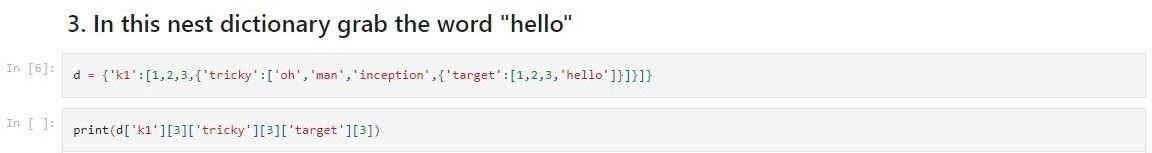 3. In this nest dictionary grab the word "hello"
In [6]: d = {'k1':[1,2,3,{'tricky':['oh','man','inception',{'target':[1,2,3,'hello']}]}]}
In [ ]: print(d['k1'][3]['tricky'][3]['target'][3])